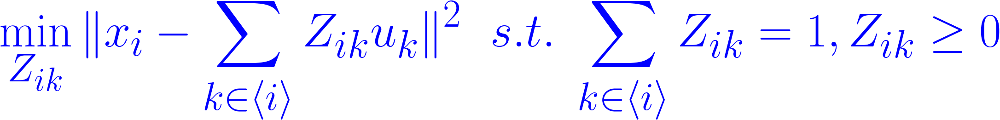 \min_{Z_{ik}} \|x_i - \sum_{k \in \langle i \rangle} Z_{ik} u_k\|^2 \quad s.t. \sum_{k \in \langle i \rangle} Z_{ik} = 1, Z_{ik} \geq 0